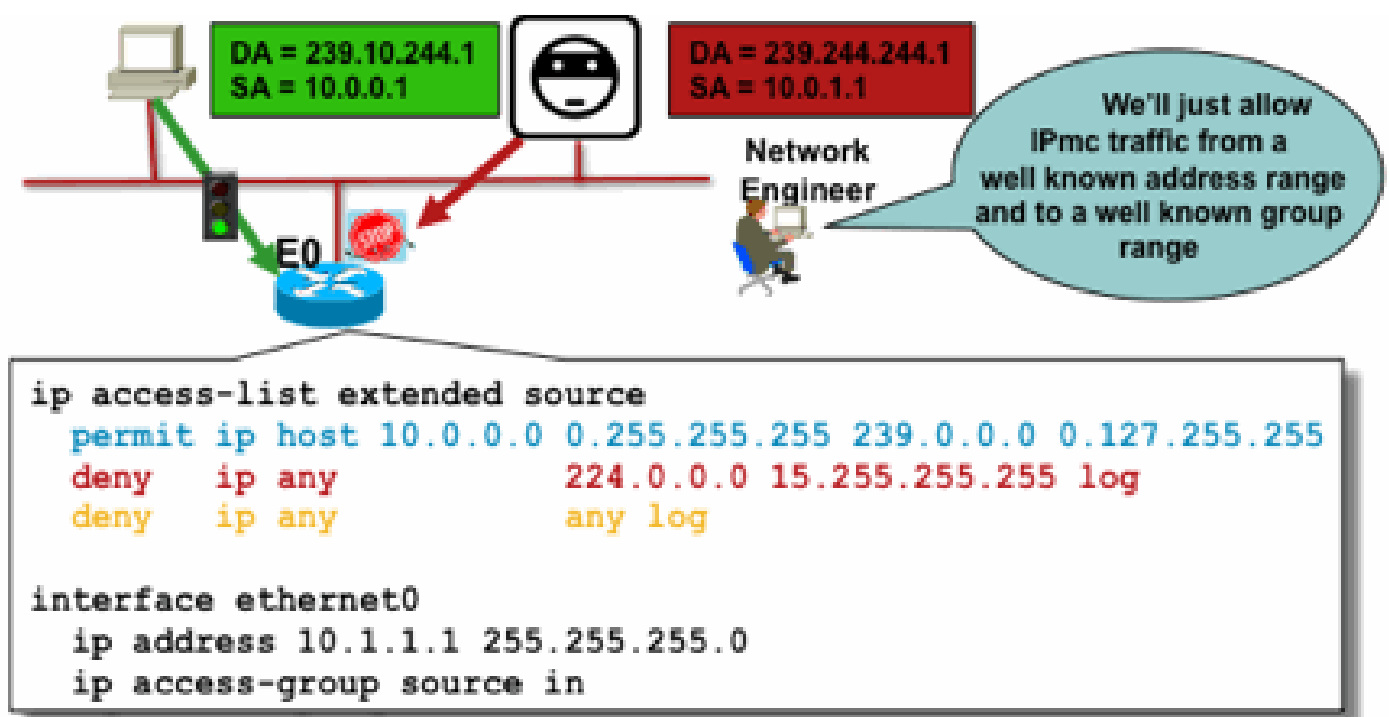 DA = 239.10.244.1
SA = 10.0.0.1
DA = 239.244.244.1
SA = 10.0.1.1
We'll just allow
IPmc traffic from a
well known address range
and to a well known group
range
Network
Engineer
STOP
E0
ip access-list extended source
permit ip host 10.0.0.0 0.255.255.255 239.0.0.0 0.127.255.255
deny ip any 224.0.0.0 15.255.255.255 log
deny ip any any log
interface ethernet0
ip address 10.1.1.1 255.255.255.0
ip access-group source in